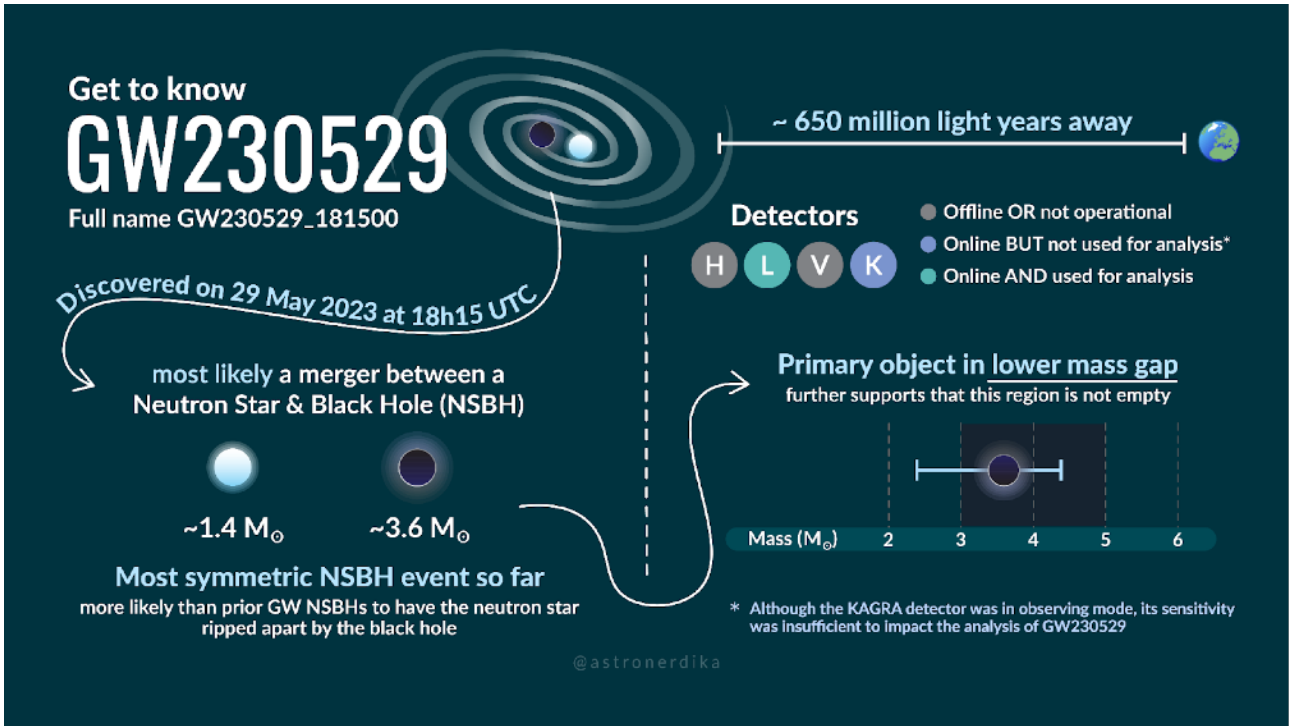 Get to know
GW230529
Full name GW230529_181500
~ 650 million light years away
Detectors
H L V K
Offline OR not operational
Online BUT not used for analysis*
Online AND used for analysis
Discovered on 29 May 2023 at 18h15 UTC
most likely a merger between a
Neutron Star & Black Hole (NSBH)
~1.4 M☉
~3.6 M☉
Most symmetric NSBH event so far
more likely than prior GW NSBHs to have the neutron star
ripped apart by the black hole
Primary object in lower mass gap
further supports that this region is not empty
Mass (M☉) 2 3 4 5 6
* Although the KAGRA detector was in observing mode, its sensitivity
was insufficient to impact the analysis of GW230529
@astronerdika